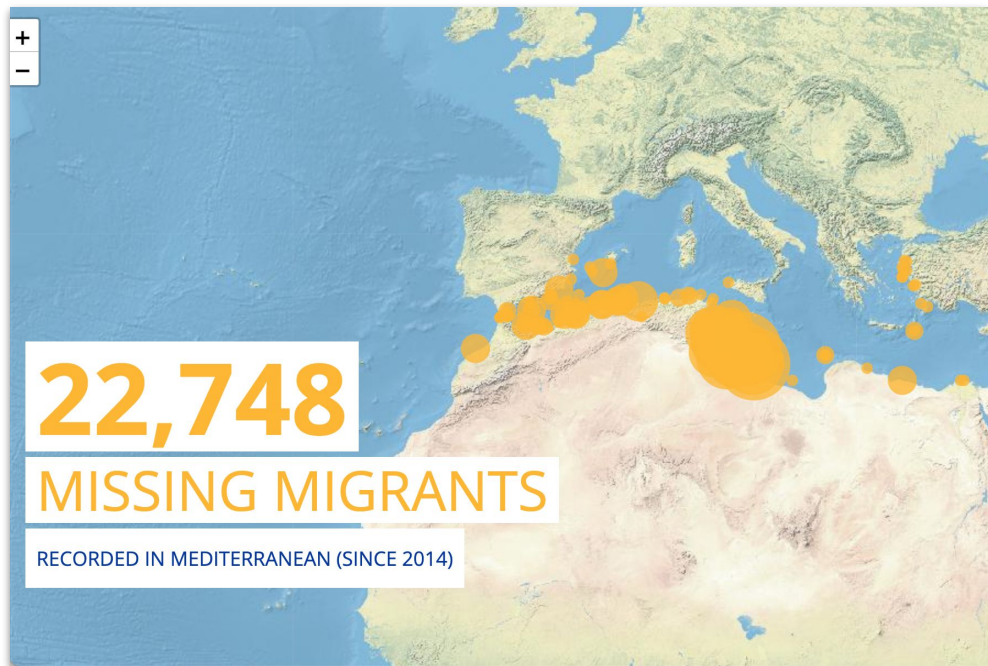 +
−
22,748
MISSING MIGRANTS
RECORDED IN MEDITERRANEAN (SINCE 2014)